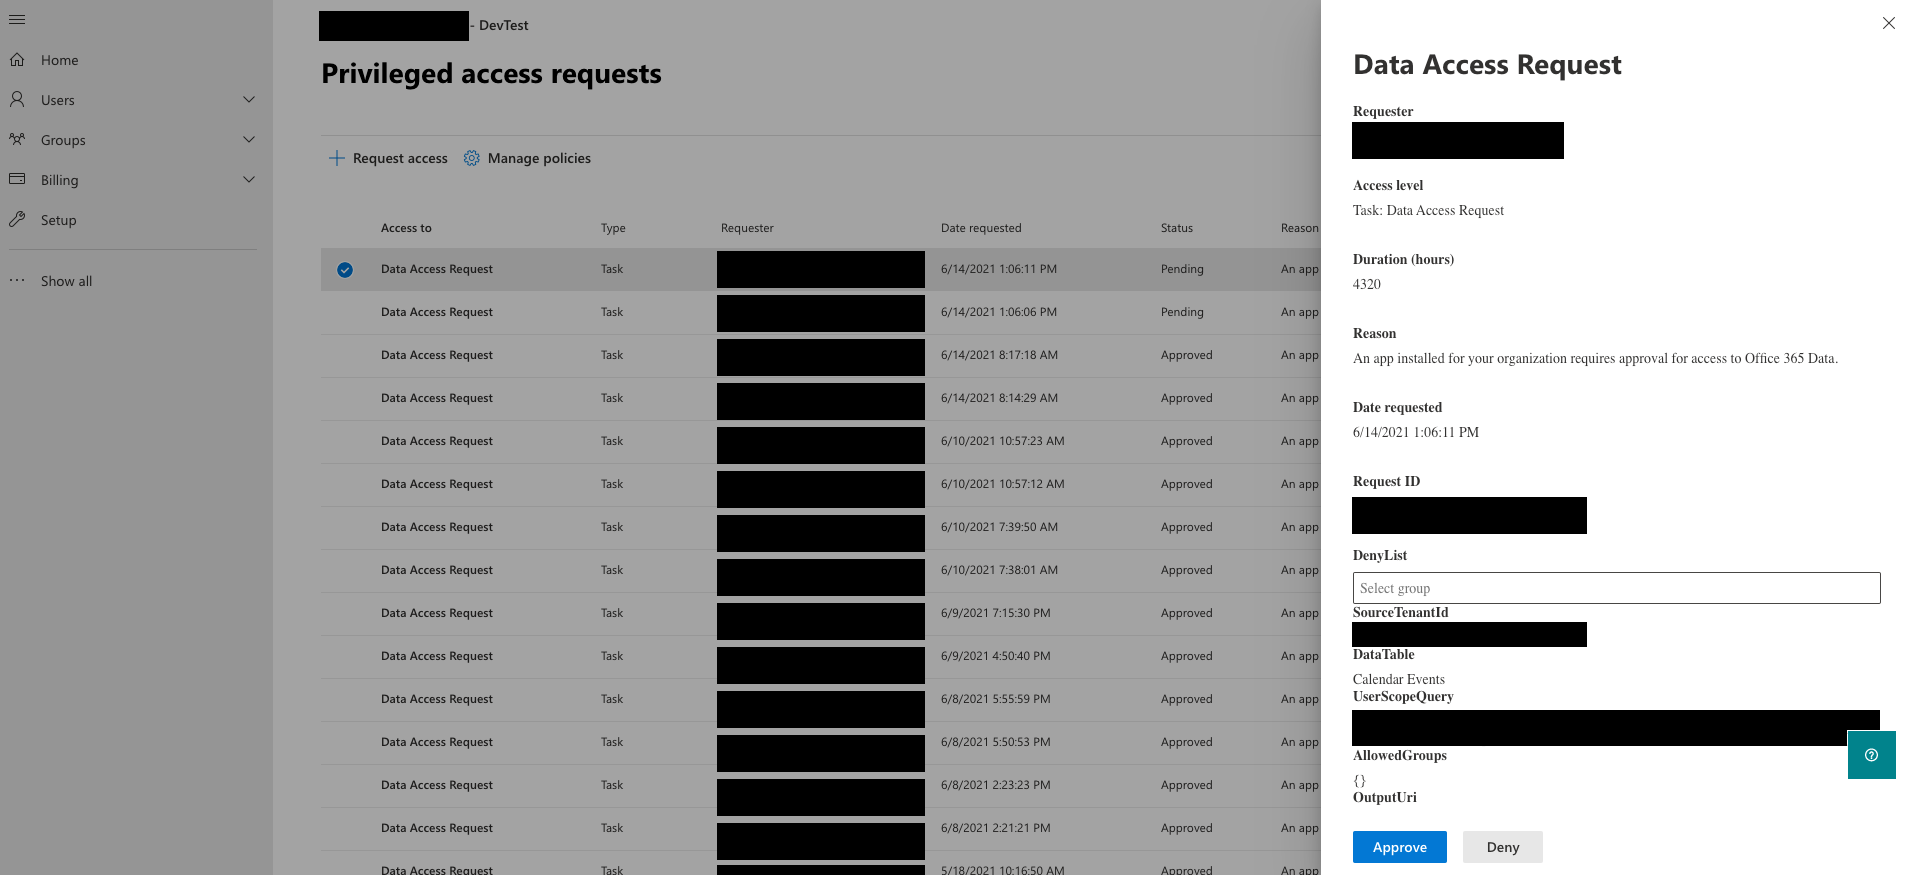 - DevTest
Privileged access requests
Home
Users
Groups
Billing
Setup
Show all
Request access Manage policies
Access to Type Requester Date requested Status Reason
Data Access Request Task 6/14/2021 1:06:11 PM Pending An app
Data Access Request Task 6/14/2021 1:06:06 PM Pending An app
Data Access Request Task 6/14/2021 8:17:18 AM Approved An app
Data Access Request Task 6/14/2021 8:14:29 AM Approved An app
Data Access Request Task 6/10/2021 10:57:23 AM Approved An app
Data Access Request Task 6/10/2021 10:57:12 AM Approved An app
Data Access Request Task 6/10/2021 7:39:50 AM Approved An app
Data Access Request Task 6/10/2021 7:38:01 AM Approved An app
Data Access Request Task 6/9/2021 7:15:30 PM Approved An app
Data Access Request Task 6/9/2021 4:50:40 PM Approved An app
Data Access Request Task 6/8/2021 5:55:59 PM Approved An app
Data Access Request Task 6/8/2021 5:50:53 PM Approved An app
Data Access Request Task 6/8/2021 2:23:23 PM Approved An app
Data Access Request Task 6/8/2021 2:21:21 PM Approved An app
Data Access Request Task 5/18/2021 10:16:50 AM Approved An app
Data Access Request
Requester
Access level
Task: Data Access Request
Duration (hours)
4320
Reason
An app installed for your organization requires approval for access to Office 365 Data.
Date requested
6/14/2021 1:06:11 PM
Request ID
DenyList
Select group
SourceTenantId
DataTable
Calendar Events
UserScopeQuery
AllowedGroups
{}
OutputUri
Approve Deny